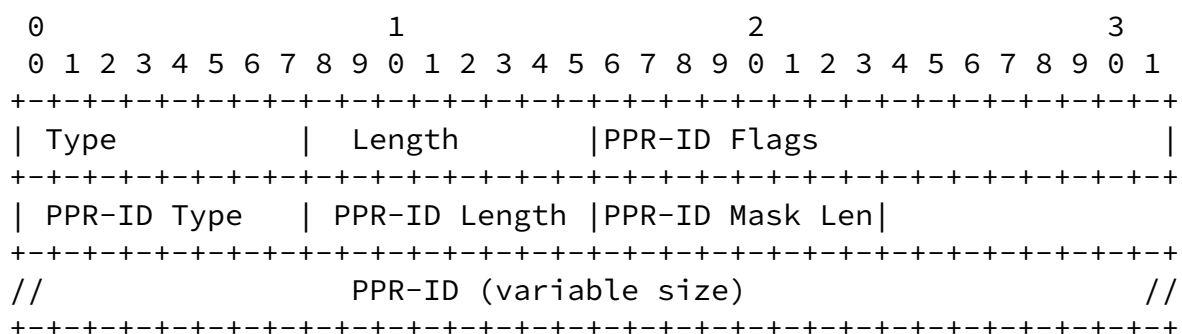 0                   1                   2                   3
 0 1 2 3 4 5 6 7 8 9 0 1 2 3 4 5 6 7 8 9 0 1 2 3 4 5 6 7 8 9 0 1
+-+-+-+-+-+-+-+-+-+-+-+-+-+-+-+-+-+-+-+-+-+-+-+-+-+-+-+-+-+-+-+-+
| Type          |  Length       |PPR-ID Flags                   |
+-+-+-+-+-+-+-+-+-+-+-+-+-+-+-+-+-+-+-+-+-+-+-+-+-+-+-+-+-+-+-+-+
| PPR-ID Type   | PPR-ID Length |PPR-ID Mask Len|
+-+-+-+-+-+-+-+-+-+-+-+-+-+-+-+-+-+-+-+-+-+-+-+-+-+-+-+-+-+-+-+-+
//                 PPR-ID (variable size)                      //
+-+-+-+-+-+-+-+-+-+-+-+-+-+-+-+-+-+-+-+-+-+-+-+-+-+-+-+-+-+-+-+-+